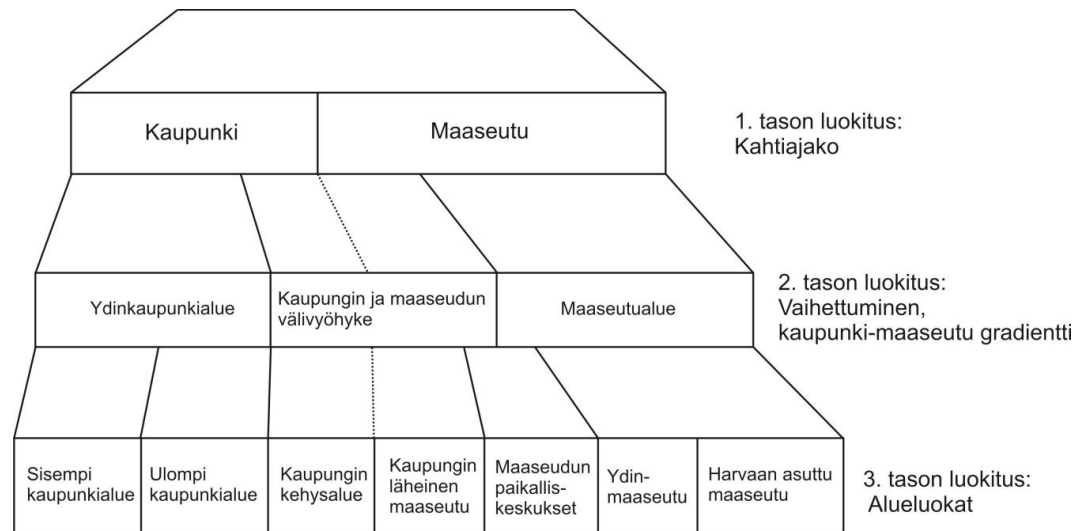 Kaupunki
Maaseutu
1. tason luokitus:
Kahtiajako
Ydinkaupunkialue
Kaupungin ja maaseudun
välivyöhyke
Maaseutualue
2. tason luokitus:
Vaihettuminen,
kaupunki-maaseutu gradientti
Sisempi
kaupunkialue
Ulompi
kaupunkialue
Kaupungin
kehysalue
Kaupungin
läheinen
maaseutu
Maaseudun
paikallis-
keskukset
Ydin-
maaseutu
Harvaan asuttu
maaseutu
3. tason luokitus:
Alueluokat